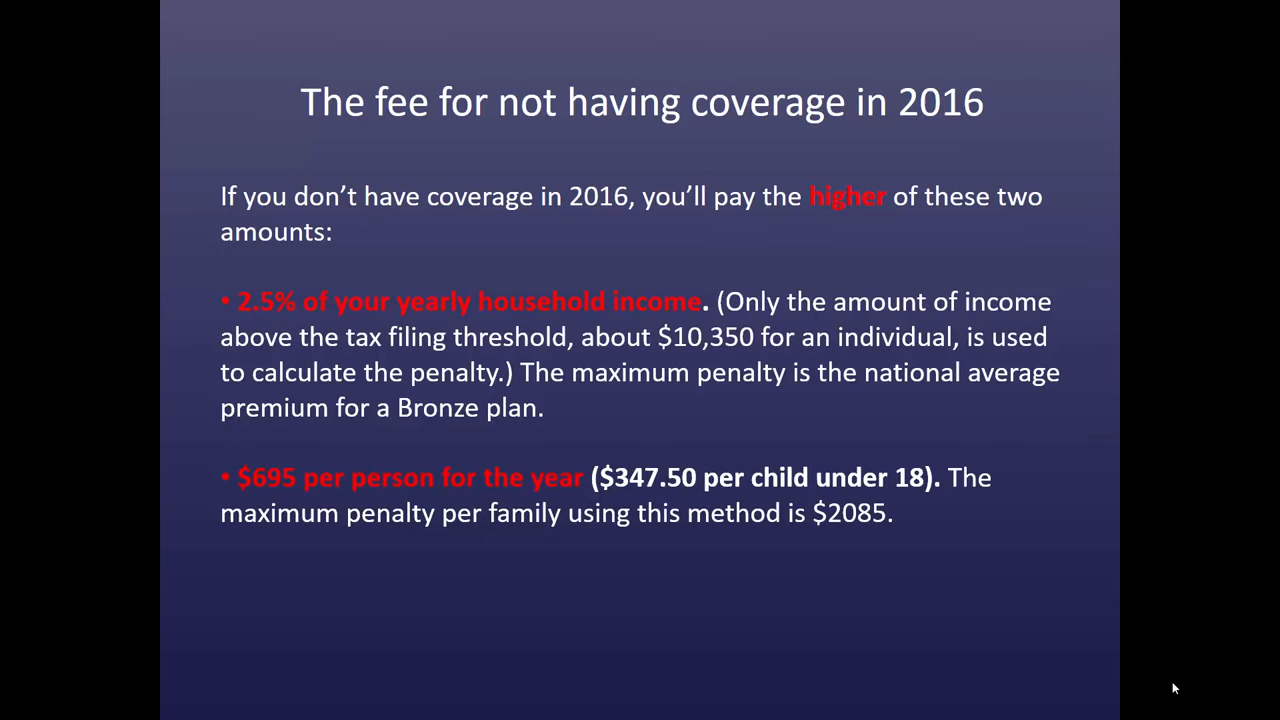 The fee for not having coverage in 2016
If you don’t have coverage in 2016, you’ll pay the higher of these two
amounts:
• 2.5% of your yearly household income. (Only the amount of income
above the tax filing threshold, about $10,350 for an individual, is used
to calculate the penalty.) The maximum penalty is the national average
premium for a Bronze plan.
• $695 per person for the year ($347.50 per child under 18). The
maximum penalty per family using this method is $2085.